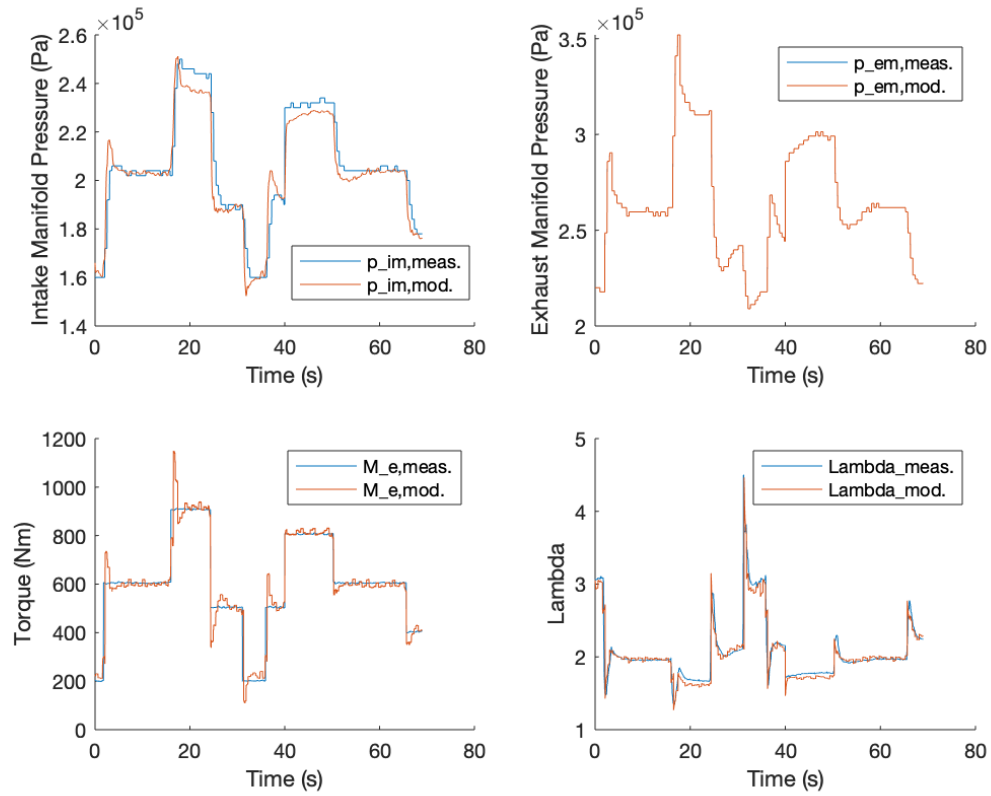 ×10^5
2.6
2.4
2.2
2
1.8
1.6
1.4
Intake Manifold Pressure (Pa)
p_im,meas.
p_im,mod.
0
20
40
60
80
Time (s)
×10^5
3.5
3
2.5
2
Exhaust Manifold Pressure (Pa)
p_em,meas.
p_em,mod.
0
20
40
60
80
Time (s)
1200
1000
800
600
400
200
0
Torque (Nm)
M_e,meas.
M_e,mod.
0
20
40
60
80
Time (s)
5
4
3
2
1
Lambda
Lambda_meas.
Lambda_mod.
0
20
40
60
80
Time (s)